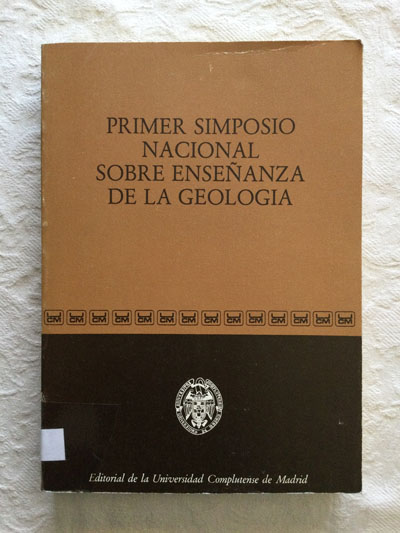 PRIMER SIMPOSIO
NACIONAL
SOBRE ENSEÑANZA
DE LA GEOLOGIA
Editorial de la Universidad Complutense de Madrid